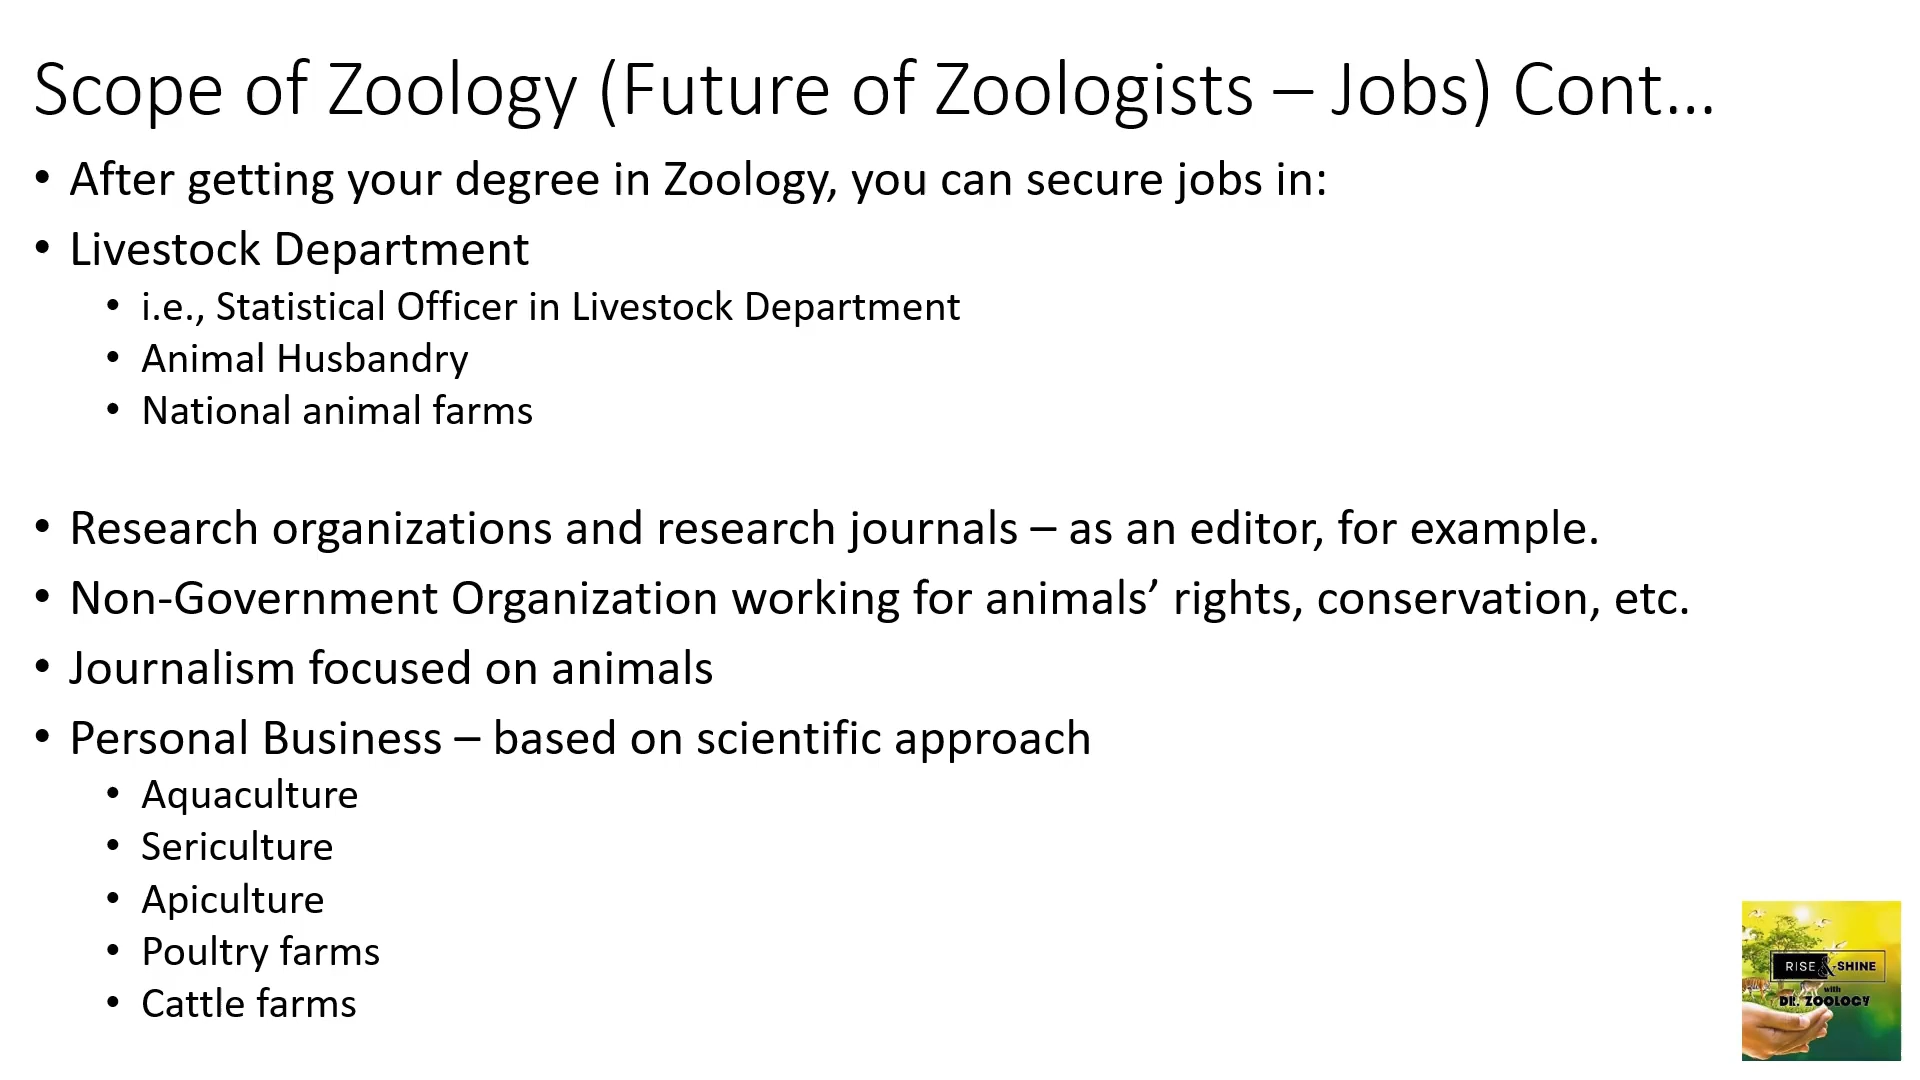 Scope of Zoology (Future of Zoologists – Jobs) Cont…
• After getting your degree in Zoology, you can secure jobs in:
• Livestock Department
• i.e., Statistical Officer in Livestock Department
• Animal Husbandry
• National animal farms
• Research organizations and research journals – as an editor, for example.
• Non-Government Organization working for animals’ rights, conservation, etc.
• Journalism focused on animals
• Personal Business – based on scientific approach
• Aquaculture
• Sericulture
• Apiculture
• Poultry farms
• Cattle farms
RISE & SHINE
with
DR. ZOOLOGY